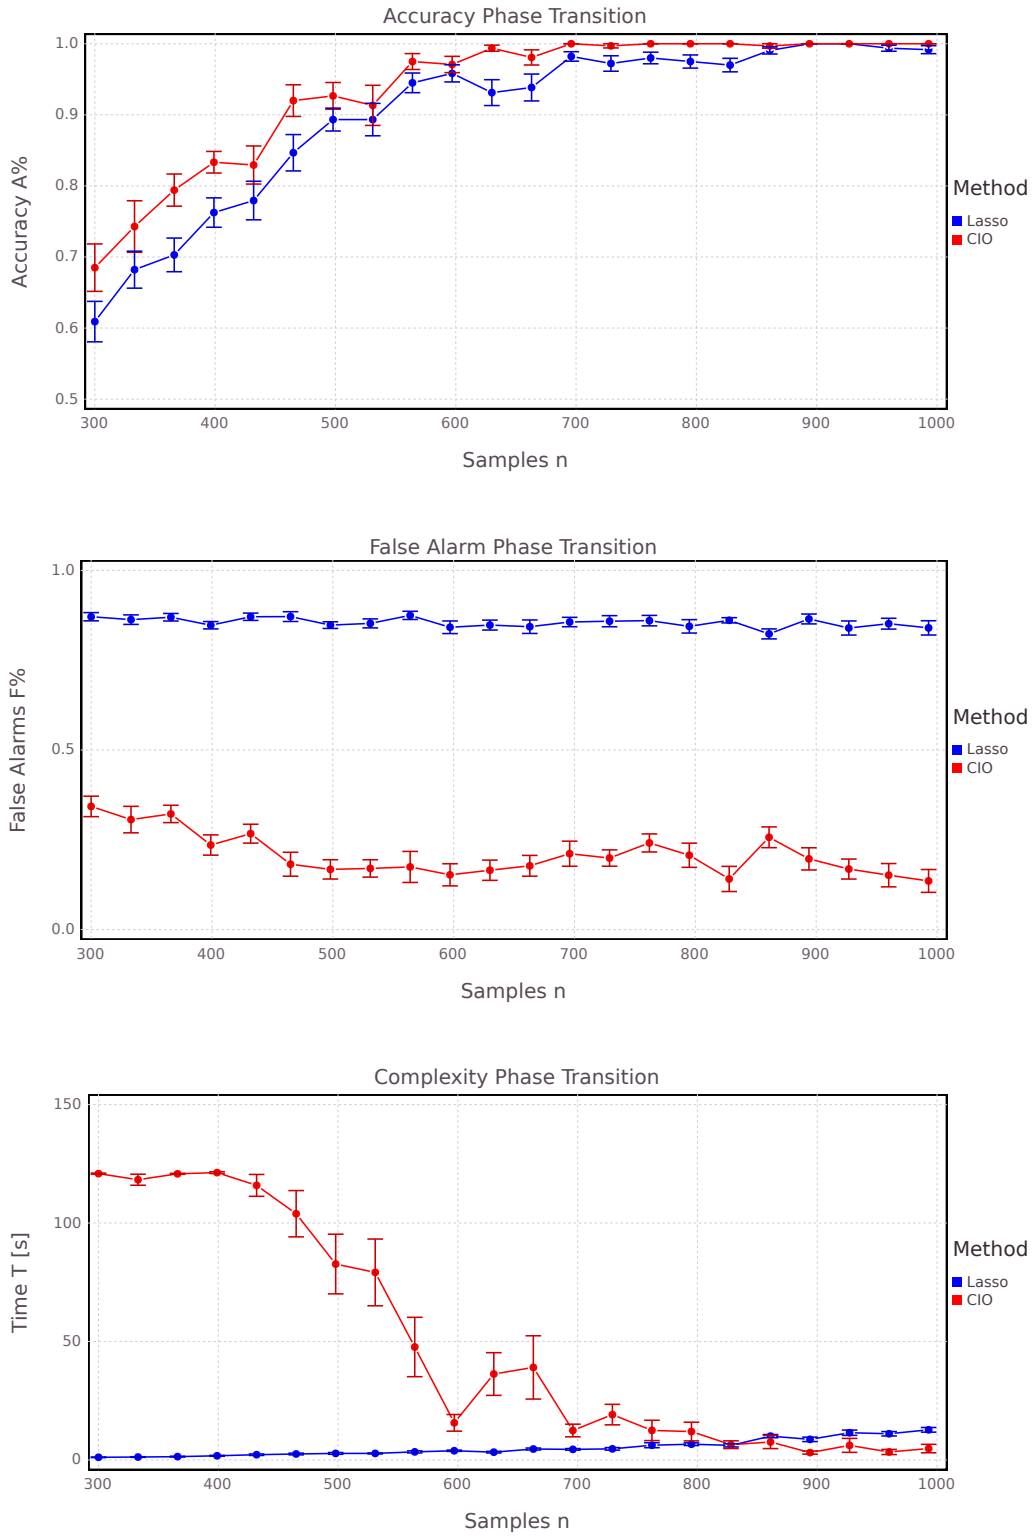 Accuracy Phase Transition
1.0
0.9
0.8
0.7
0.6
0.5
Accuracy A%
300 400 500 600 700 800 900 1000
Samples n
Method
Lasso
CIO
False Alarm Phase Transition
1.0
0.5
0.0
False Alarms F%
300 400 500 600 700 800 900 1000
Samples n
Method
Lasso
CIO
Complexity Phase Transition
150
100
50
0
Time T [s]
300 400 500 600 700 800 900 1000
Samples n
Method
Lasso
CIO